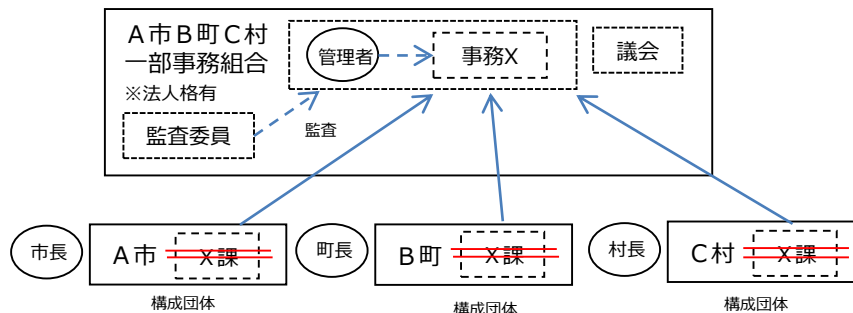 A市B町C村
一部事務組合
※法人格有
管理者
事務X
議会
監査委員
監査
市長
A市
X課
町長
B町
X課
村長
C村
X課
構成団体
構成団体
構成団体